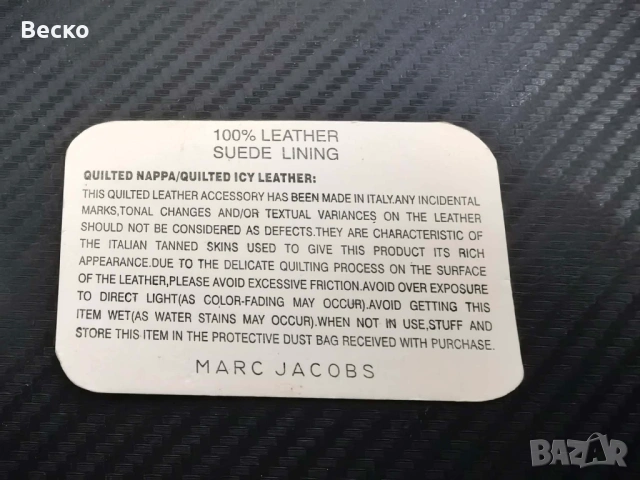 Весko
100% LEATHER
SUEDE LINING
QUILTED NAPPA/QUILTED ICY LEATHER:
THIS QUILTED LEATHER ACCESSORY HAS BEEN MADE IN ITALY.ANY INCIDENTAL
MARKS,TONAL CHANGES AND/OR TEXTUAL VARIANCES ON THE LEATHER
SHOULD NOT BE CONSIDERED AS DEFECTS.THEY ARE CHARACTERISTIC OF
THE ITALIAN TANNED SKINS USED TO GIVE THIS PRODUCT ITS RICH
APPEARANCE.DUE TO THE DELICATE QUILTING PROCESS ON THE SURFACE
OF THE LEATHER,PLEASE AVOID EXCESSIVE FRICTION.AVOID OVER EXPOSURE
TO DIRECT LIGHT(AS COLOR-FADING MAY OCCUR).AVOID GETTING THIS
ITEM WET(AS WATER STAINS MAY OCCUR).WHEN NOT IN USE,STUFF AND
STORE THIS ITEM IN THE PROTECTIVE DUST BAG RECEIVED WITH PURCHASE.
MARC JACOBS
BAZAR